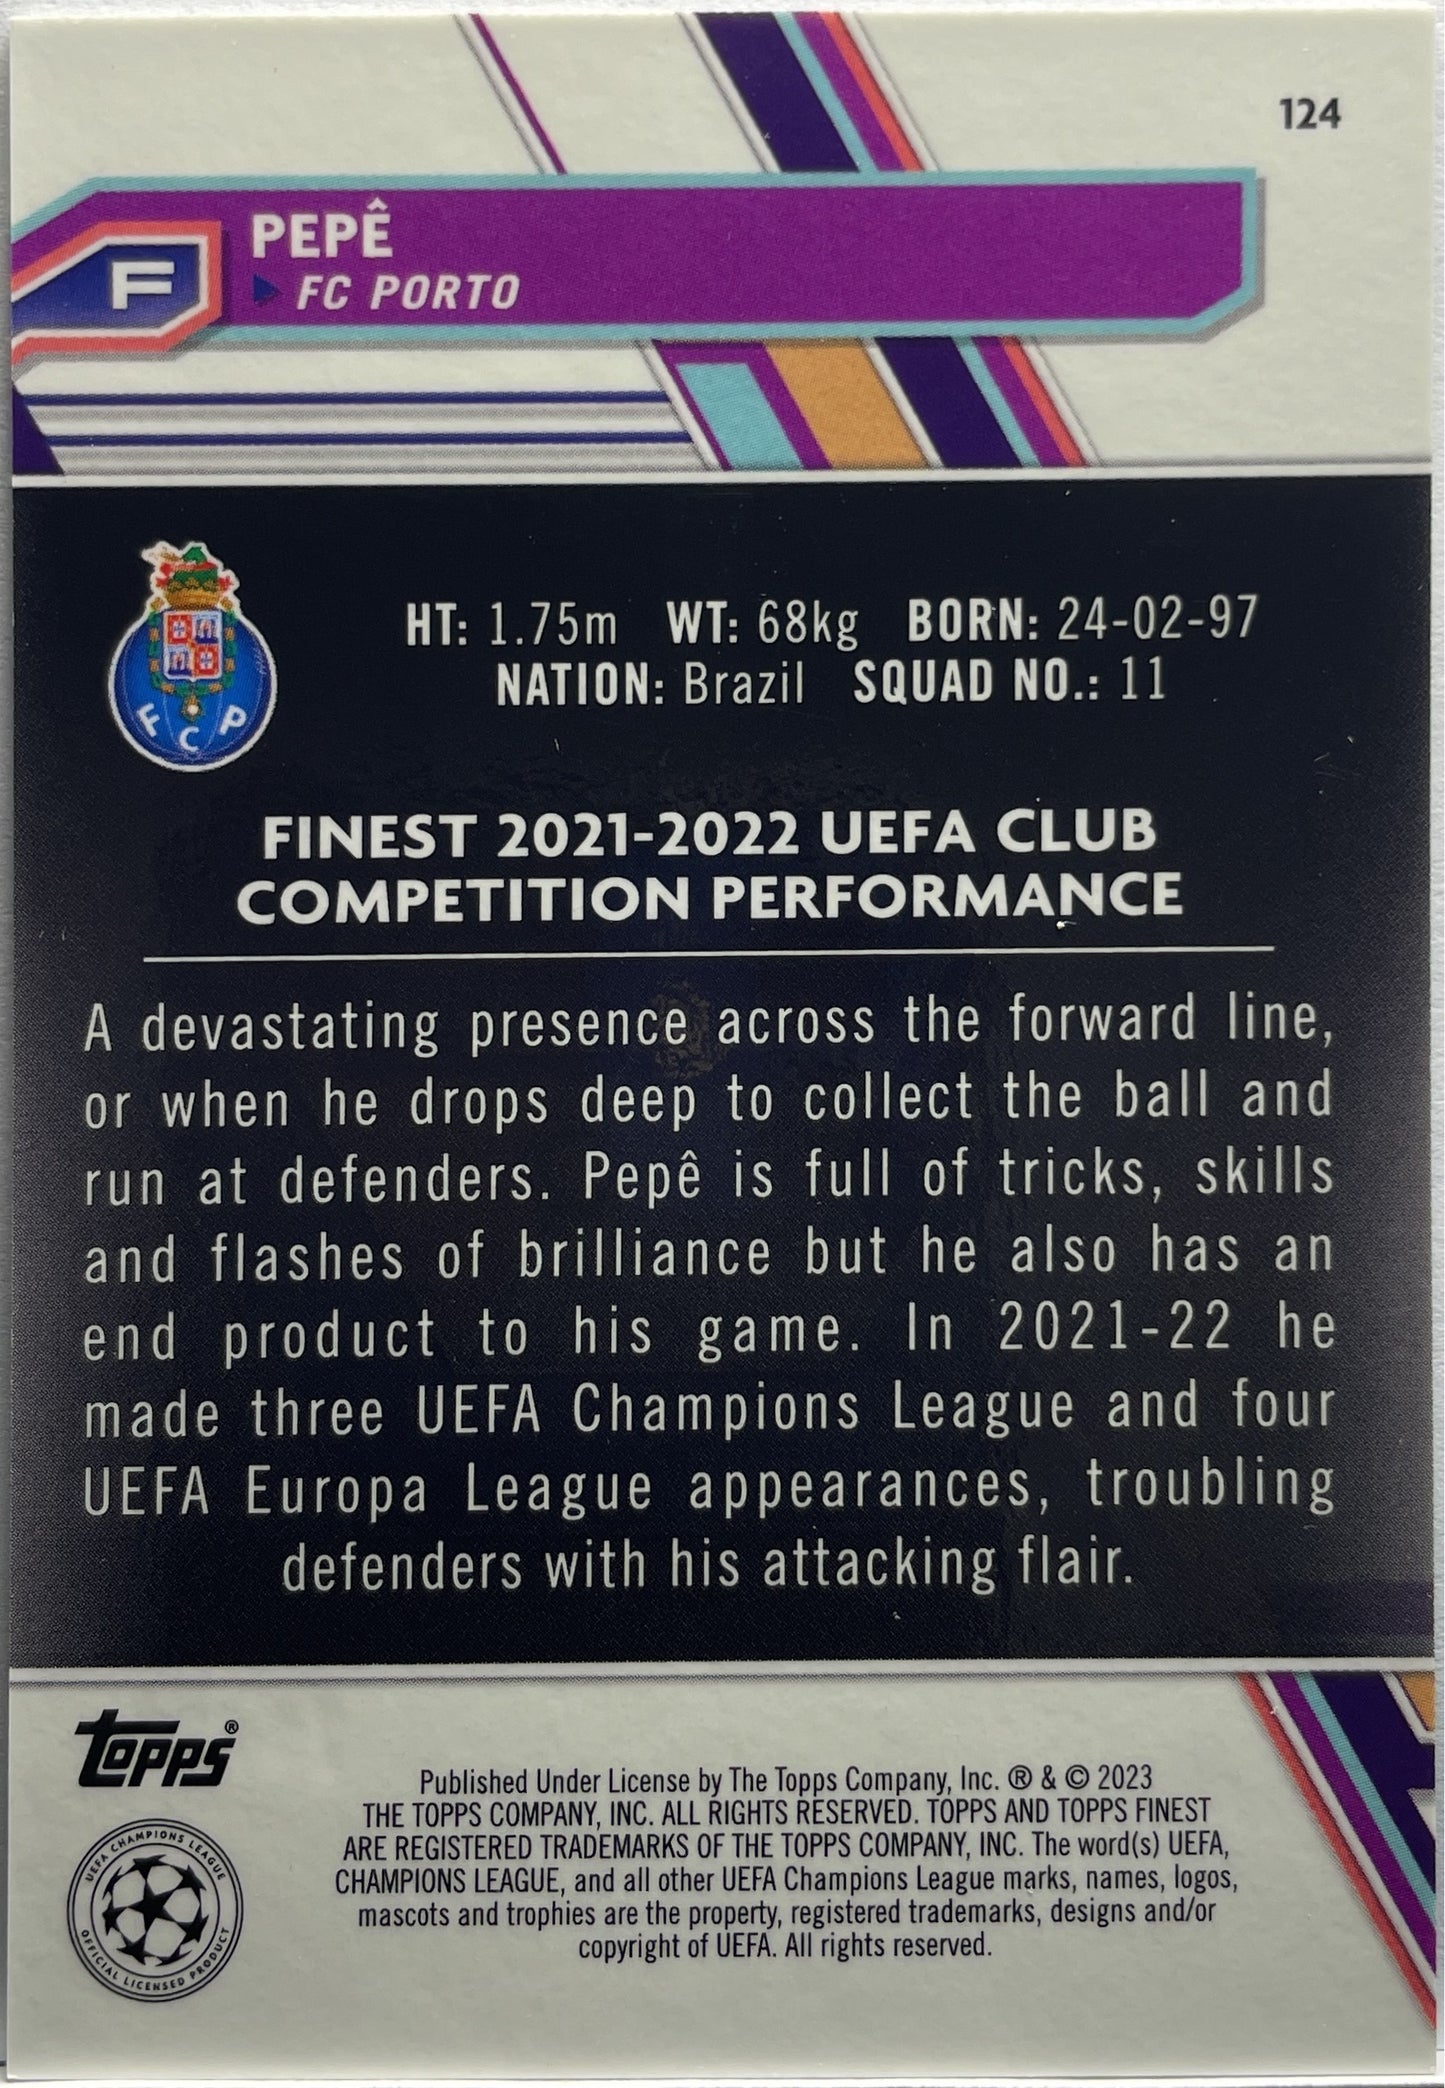 124
PEPÊ
F
FC PORTO
HT: 1.75m WT: 68kg BORN: 24-02-97
NATION: Brazil SQUAD NO.: 11
FCP
FINEST 2021-2022 UEFA CLUB
COMPETITION PERFORMANCE
A devastating presence across the forward line,
or when he drops deep to collect the ball and
run at defenders. Pepê is full of tricks, skills
and flashes of brilliance but he also has an
end product to his game. In 2021-22 he
made three UEFA Champions League and four
UEFA Europa League appearances, troubling
defenders with his attacking flair.
Topps®
Published Under License by The Topps Company, Inc. ® & © 2023
THE TOPPS COMPANY, INC. ALL RIGHTS RESERVED. TOPPS AND TOPPS FINEST
ARE REGISTERED TRADEMARKS OF THE TOPPS COMPANY, INC. The word(s) UEFA,
CHAMPIONS LEAGUE, and all other UEFA Champions League marks, names, logos,
mascots and trophies are the property, registered trademarks, designs and/or
copyright of UEFA. All rights reserved.
UEFA CHAMPIONS LEAGUE
OFFICIAL LICENSED PRODUCT